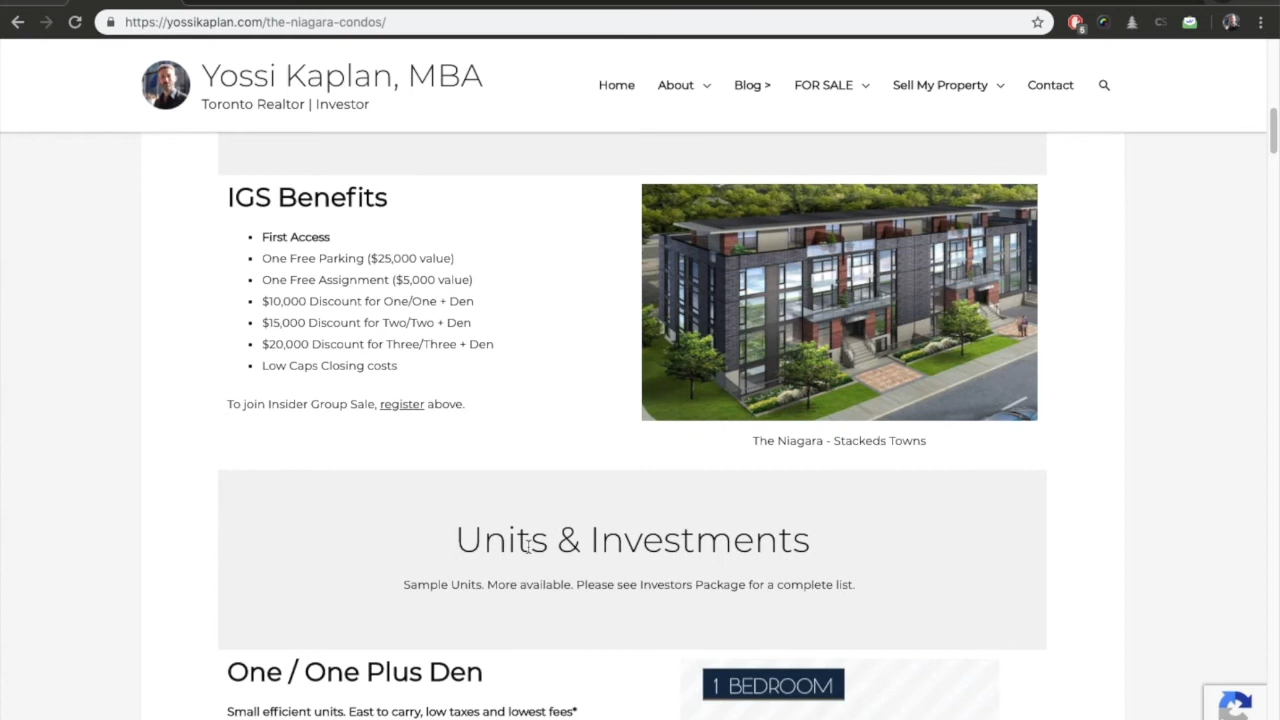 https://yossikaplan.com/the-niagara-condos/
5
CS
Yossi Kaplan, MBA
Toronto Realtor | Investor
Home
About
Blog >
FOR SALE
Sell My Property
Contact
IGS Benefits
First Access
One Free Parking ($25,000 value)
One Free Assignment ($5,000 value)
$10,000 Discount for One/One + Den
$15,000 Discount for Two/Two + Den
$20,000 Discount for Three/Three + Den
Low Caps Closing costs
To join Insider Group Sale, register above.
The Niagara - Stackeds Towns
Units & Investments
Sample Units. More available. Please see Investors Package for a complete list.
One / One Plus Den
Small efficient units. East to carry, low taxes and lowest fees*
1 BEDROOM